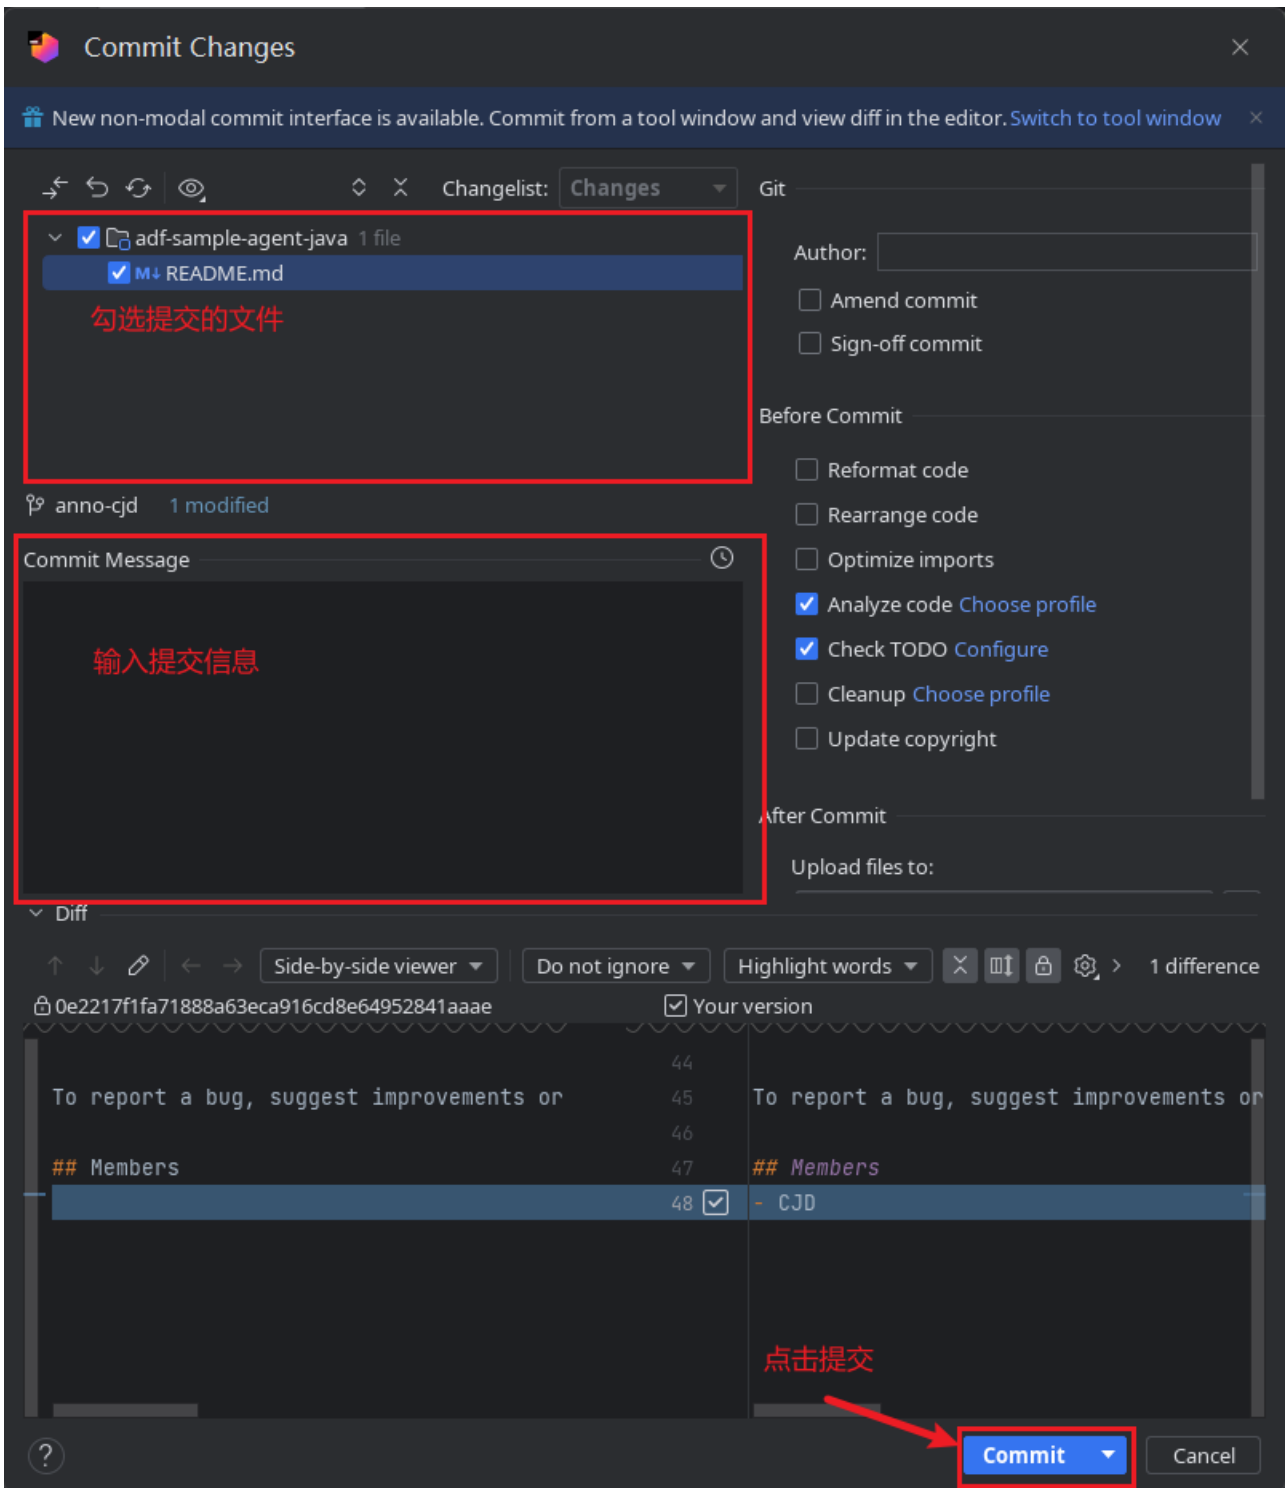 Commit Changes
New non-modal commit interface is available. Commit from a tool window and view diff in the editor. Switch to tool window
Changelist: Changes
adf-sample-agent-java 1 file
M↓ README.md
勾选提交的文件
anno-cjd 1 modified
Commit Message
输入提交信息
Git
Author:
Amend commit
Sign-off commit
Before Commit
Reformat code
Rearrange code
Optimize imports
Analyze code Choose profile
Check TODO Configure
Cleanup Choose profile
Update copyright
After Commit
Upload files to:
Diff
Side-by-side viewer Do not ignore Highlight words 1 difference
0e2217f1fa71888a63eca916cd8e64952841aaae Your version
44
To report a bug, suggest improvements or 45 To report a bug, suggest improvements or
46
## Members 47 ## Members
48 - CJD
点击提交
? Commit Cancel